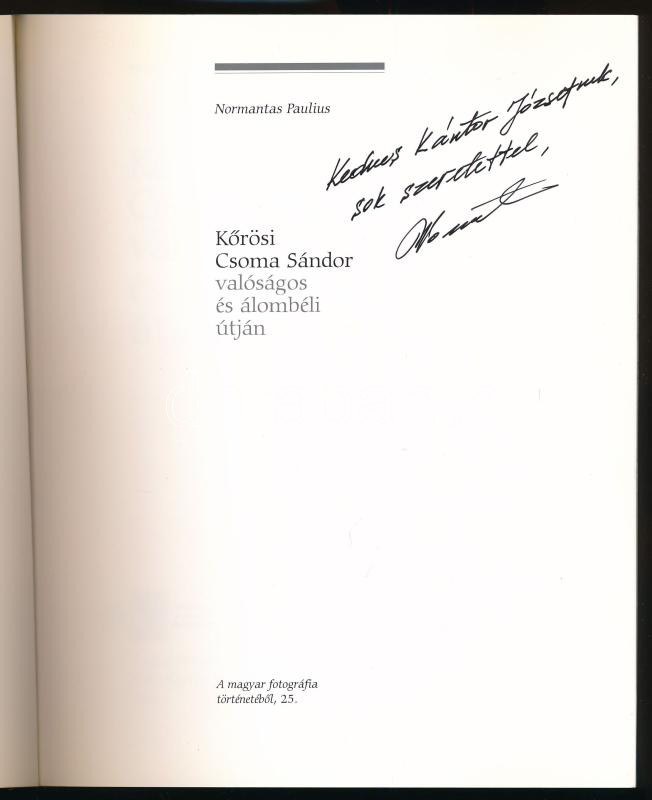 Normantas Paulius
Kedves Kántor Józsefnek,
sok szeretettel,
Kőrösi
Csoma Sándor
valóságos
és álombéli
útján
A magyar fotográfia
történetéből, 25.